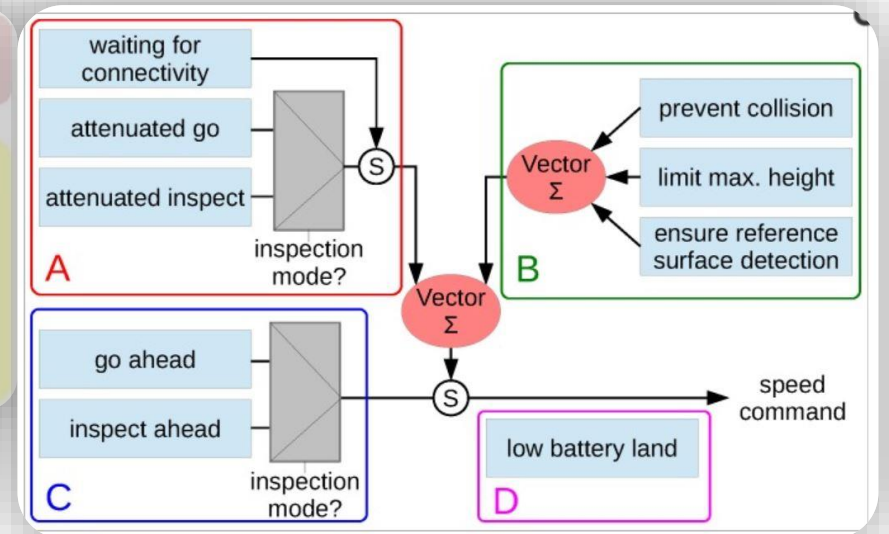 waiting for
connectivity
attenuated go
attenuated inspect
inspection
mode?
A
S
Vector
Σ
prevent collision
limit max. height
ensure reference
surface detection
B
Vector
Σ
go ahead
inspect ahead
inspection
mode?
C
S
speed
command
low battery land
D